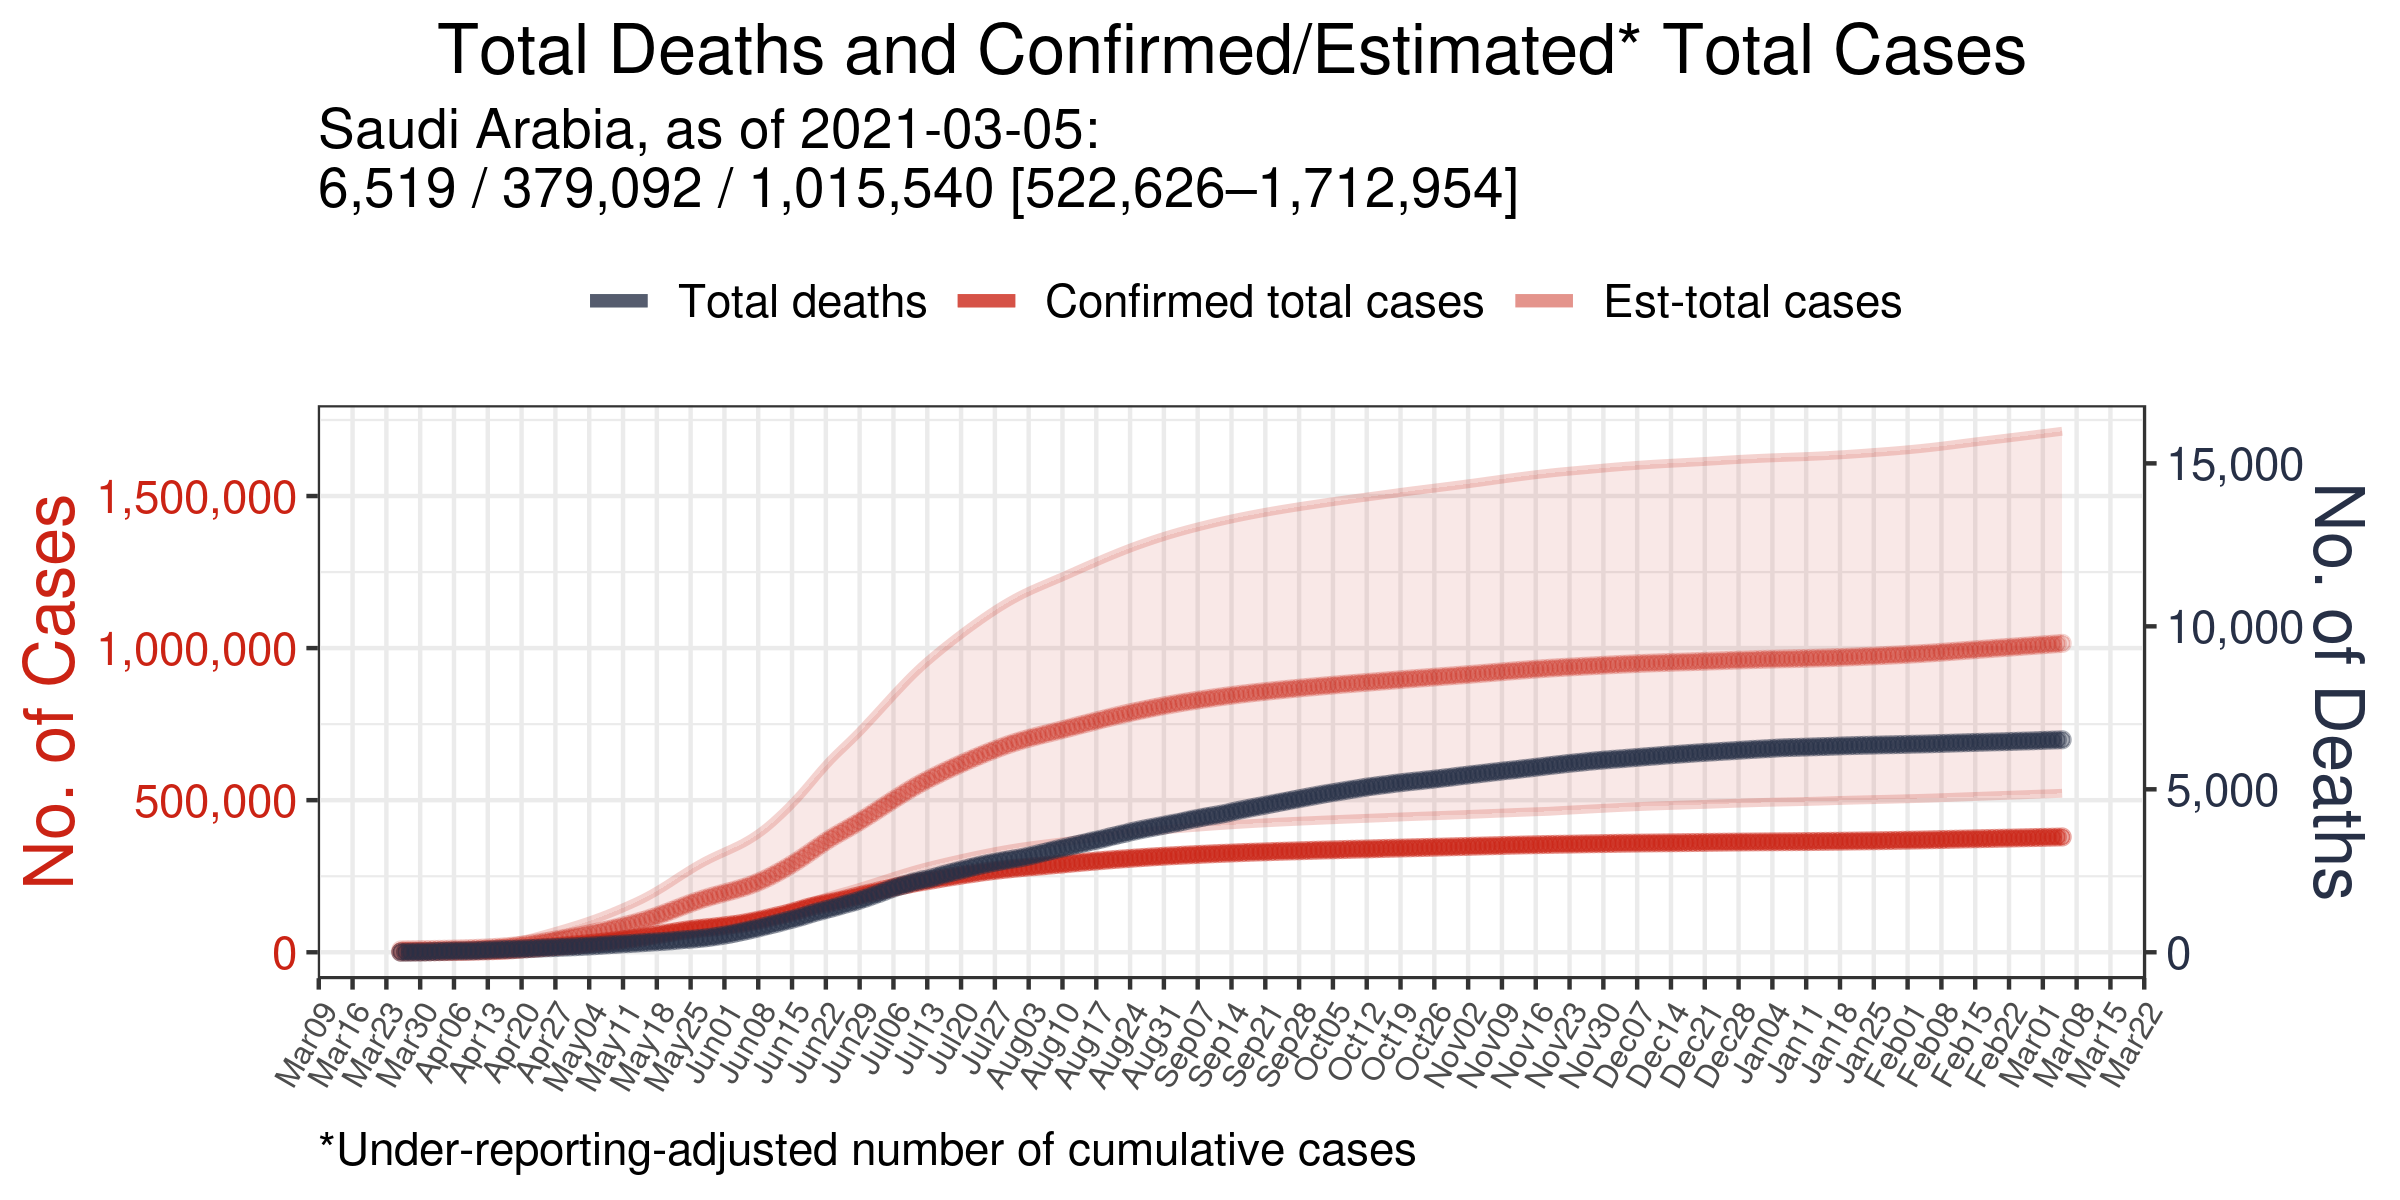 Total Deaths and Confirmed/Estimated* Total Cases
Saudi Arabia, as of 2021-03-05:
6,519 / 379,092 / 1,015,540 [522,626–1,712,954]
Total deaths Confirmed total cases Est-total cases
No. of Cases
1,500,000
1,000,000
500,000
0
15,000
10,000
5,000
0
No. of Deaths
Mar09 Mar16 Mar23 Mar30 Apr06 Apr13 Apr20 Apr27 May04 May11 May18 May25 Jun01 Jun08 Jun15 Jun22 Jun29 Jul06 Jul13 Jul20 Jul27 Aug03 Aug10 Aug17 Aug24 Aug31 Sep07 Sep14 Sep21 Sep28 Oct05 Oct12 Oct19 Oct26 Nov02 Nov09 Nov16 Nov23 Nov30 Dec07 Dec14 Dec21 Dec28 Jan04 Jan11 Jan18 Jan25 Feb01 Feb08 Feb15 Feb22 Mar01 Mar08 Mar15 Mar22
*Under-reporting-adjusted number of cumulative cases